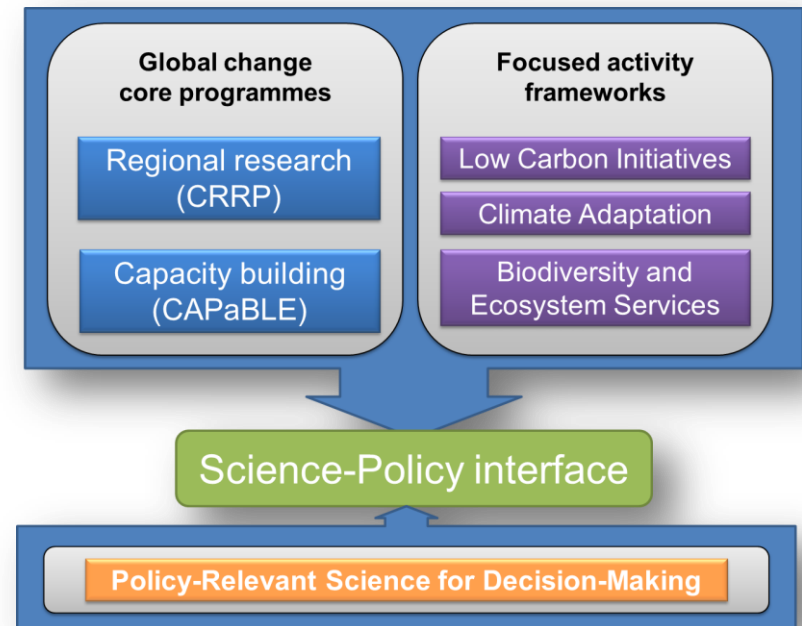 Global change
core programmes
Regional research
(CRRP)
Capacity building
(CAPaBLE)
Focused activity
frameworks
Low Carbon Initiatives
Climate Adaptation
Biodiversity and
Ecosystem Services
Science-Policy interface
Policy-Relevant Science for Decision-Making